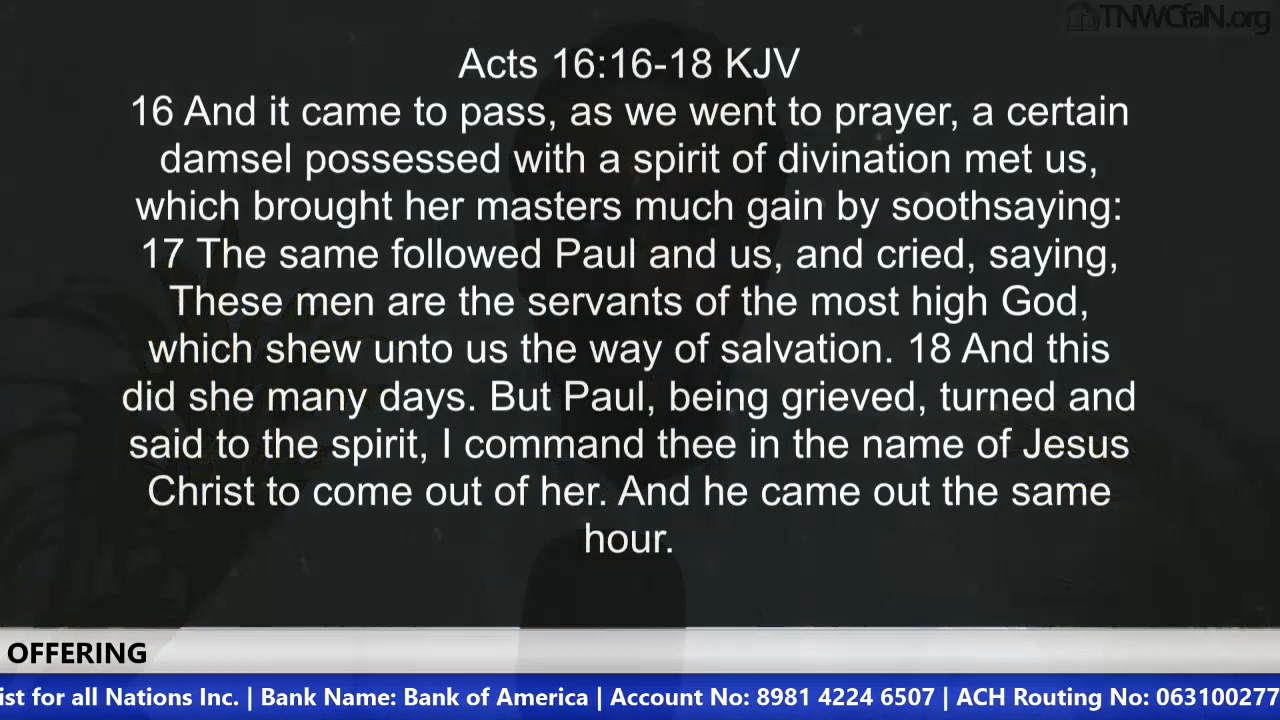 TNWCfaN.org
Acts 16:16-18 KJV
16 And it came to pass, as we went to prayer, a certain
damsel possessed with a spirit of divination met us,
which brought her masters much gain by soothsaying:
17 The same followed Paul and us, and cried, saying,
These men are the servants of the most high God,
which shew unto us the way of salvation. 18 And this
did she many days. But Paul, being grieved, turned and
said to the spirit, I command thee in the name of Jesus
Christ to come out of her. And he came out the same
hour.
OFFERING
ist for all Nations Inc. | Bank Name: Bank of America | Account No: 8981 4224 6507 | ACH Routing No: 063100277